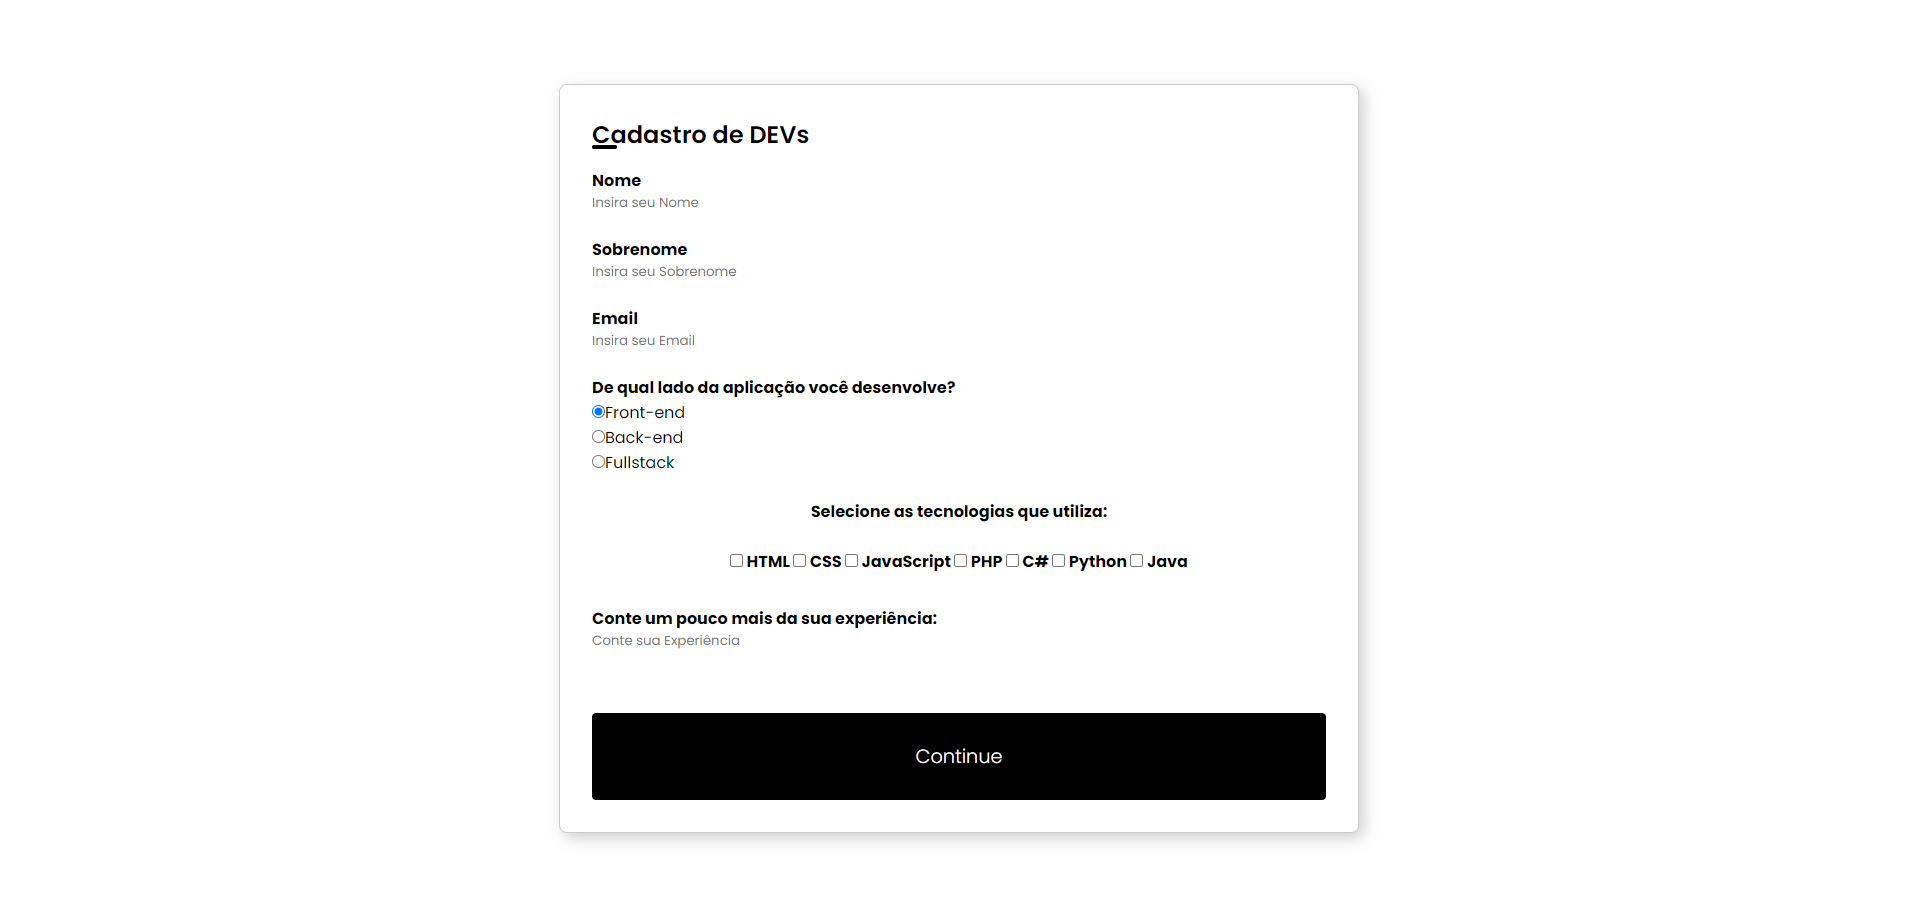 Cadastro de DEVs
Nome
Insira seu Nome
Sobrenome
Insira seu Sobrenome
Email
Insira seu Email
De qual lado da aplicação você desenvolve?
Front-end
Back-end
Fullstack
Selecione as tecnologias que utiliza:
HTML CSS JavaScript PHP C# Python Java
Conte um pouco mais da sua experiência:
Conte sua Experiência
Continue